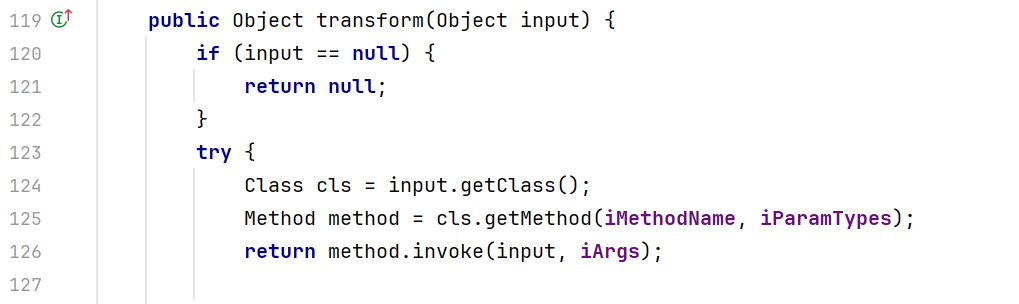 119 public Object transform(Object input) {
120 if (input == null) {
121 return null;
122 }
123 try {
124 Class cls = input.getClass();
125 Method method = cls.getMethod(iMethodName, iParamTypes);
126 return method.invoke(input, iArgs);
127